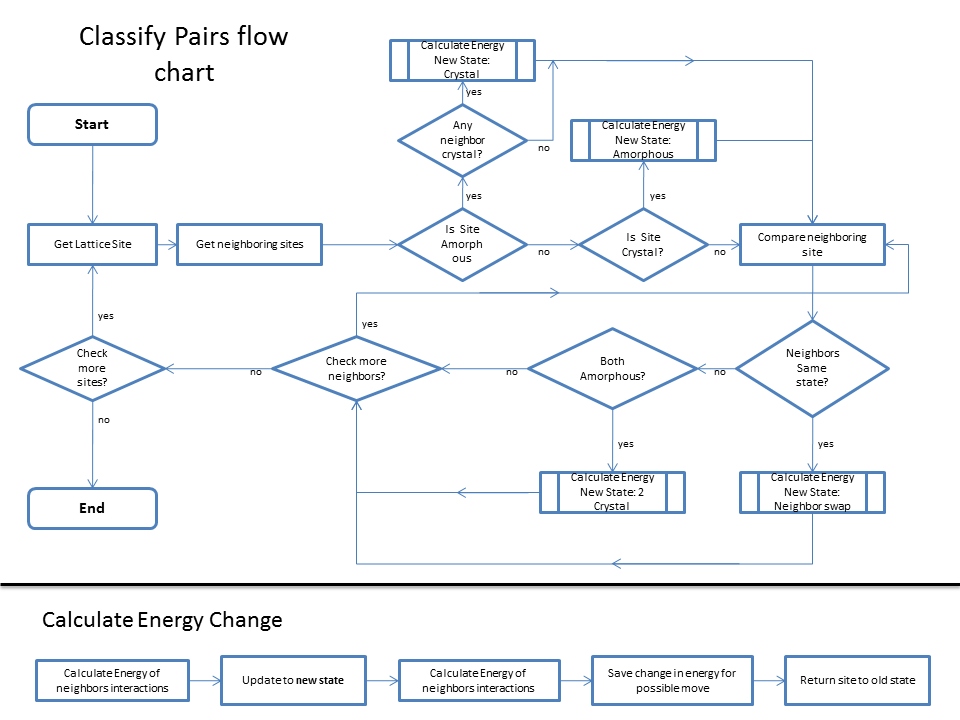 Classify Pairs flow
chart
Calculate Energy
New State:
Crystal
yes
Start
Any
neighbor
crystal?
no
Calculate Energy
New State:
Amorphous
yes
yes
Get Lattice Site
Get neighboring sites
Is Site
Amorph
ous
no
Is Site
Crystal?
no
Compare neighboring
site
yes
yes
Check
more
sites?
no
Check more
neighbors?
no
Both
Amorphous?
no
Neighbors
Same
state?
no
yes
yes
End
Calculate Energy
New State: 2
Crystal
Calculate Energy
New State:
Neighbor swap
Calculate Energy Change
Calculate Energy of
neighbors interactions
Update to new state
Calculate Energy of
neighbors interactions
Save change in energy for
possible move
Return site to old state